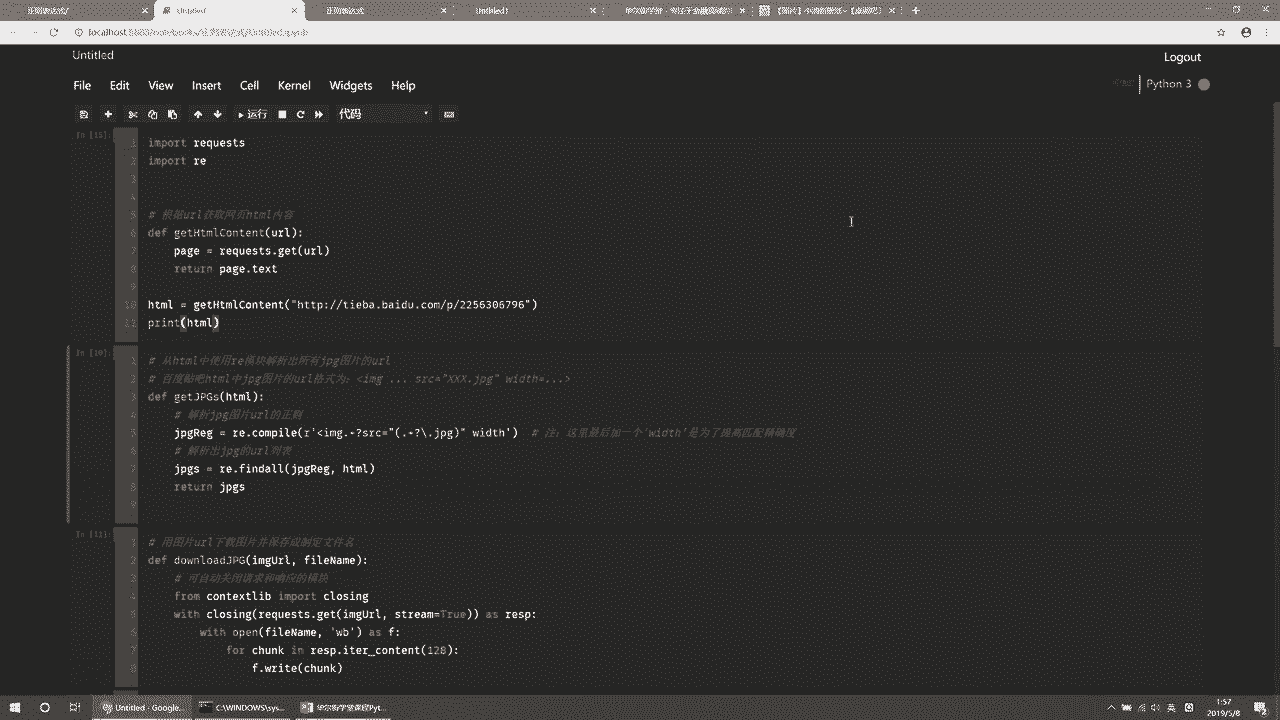 Untitled
localhost
Untitled
Logout
File Edit View Insert Cell Kernel Widgets Help
Python 3
运行 代码
In [15]:
1 import requests
2 import re
3
4
5 # 根据url获取网页html内容
6 def getHtmlContent(url):
7 page = requests.get(url)
8 return page.text
9
10 html = getHtmlContent("http://tieba.baidu.com/p/2256306796")
11 print(html)
In [10]:
1 # 从html中使用re模块解析出所有jpg图片的url
2 # 百度贴吧html中jpg图片的url格式为：<img ... src="XXX.jpg" width=...>
3 def getJPGs(html):
4 # 解析jpg图片url的正则
5 jpgReg = re.compile(r'<img.+?src="(.+?\.jpg)" width') # 注：这里最后加一个'width'是为了提高匹配精确度
6 # 解析出jpg的url列表
7 jpgs = re.findall(jpgReg, html)
8 return jpgs
9
In [11]:
1 # 用图片url下载图片并保存成制定文件名
2 def downloadJPG(imgUrl, fileName):
3 # 可自动关闭请求和响应的模块
4 from contextlib import closing
5 with closing(requests.get(imgUrl, stream=True)) as resp:
6 with open(fileName, 'wb') as f:
7 for chunk in resp.iter_content(128):
8 f.write(chunk)
Untitled - Google... C:\WINDOWS\sys... 英 1:57
2019/5/8